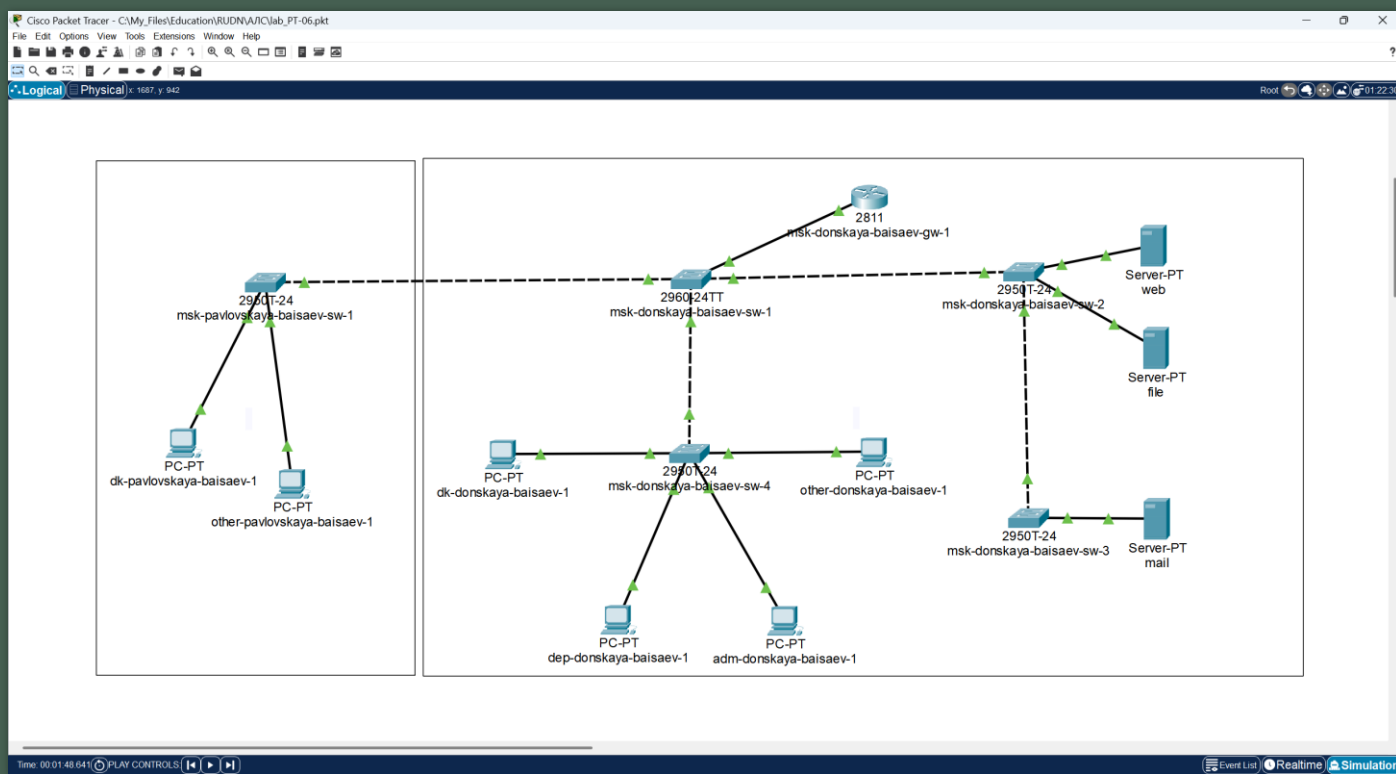 Cisco Packet Tracer - C:\My_Files\Education\RUDN\АЛС\lab_PT-06.pkt
File Edit Options View Tools Extensions Window Help
?
Logical Physical x: 1687, y: 942
Root 01:22:30
2811
msk-donskaya-baisaev-gw-1
2950T-24
msk-pavlovskaya-baisaev-sw-1
2960-24TT
msk-donskaya-baisaev-sw-1
2950T-24
msk-donskaya-baisaev-sw-2
Server-PT
web
Server-PT
file
PC-PT
dk-pavlovskaya-baisaev-1
PC-PT
other-pavlovskaya-baisaev-1
PC-PT
dk-donskaya-baisaev-1
2950T-24
msk-donskaya-baisaev-sw-4
PC-PT
other-donskaya-baisaev-1
2950T-24
msk-donskaya-baisaev-sw-3
Server-PT
mail
PC-PT
dep-donskaya-baisaev-1
PC-PT
adm-donskaya-baisaev-1
Time: 00:01:48.641 PLAY CONTROLS: Event List Realtime Simulation